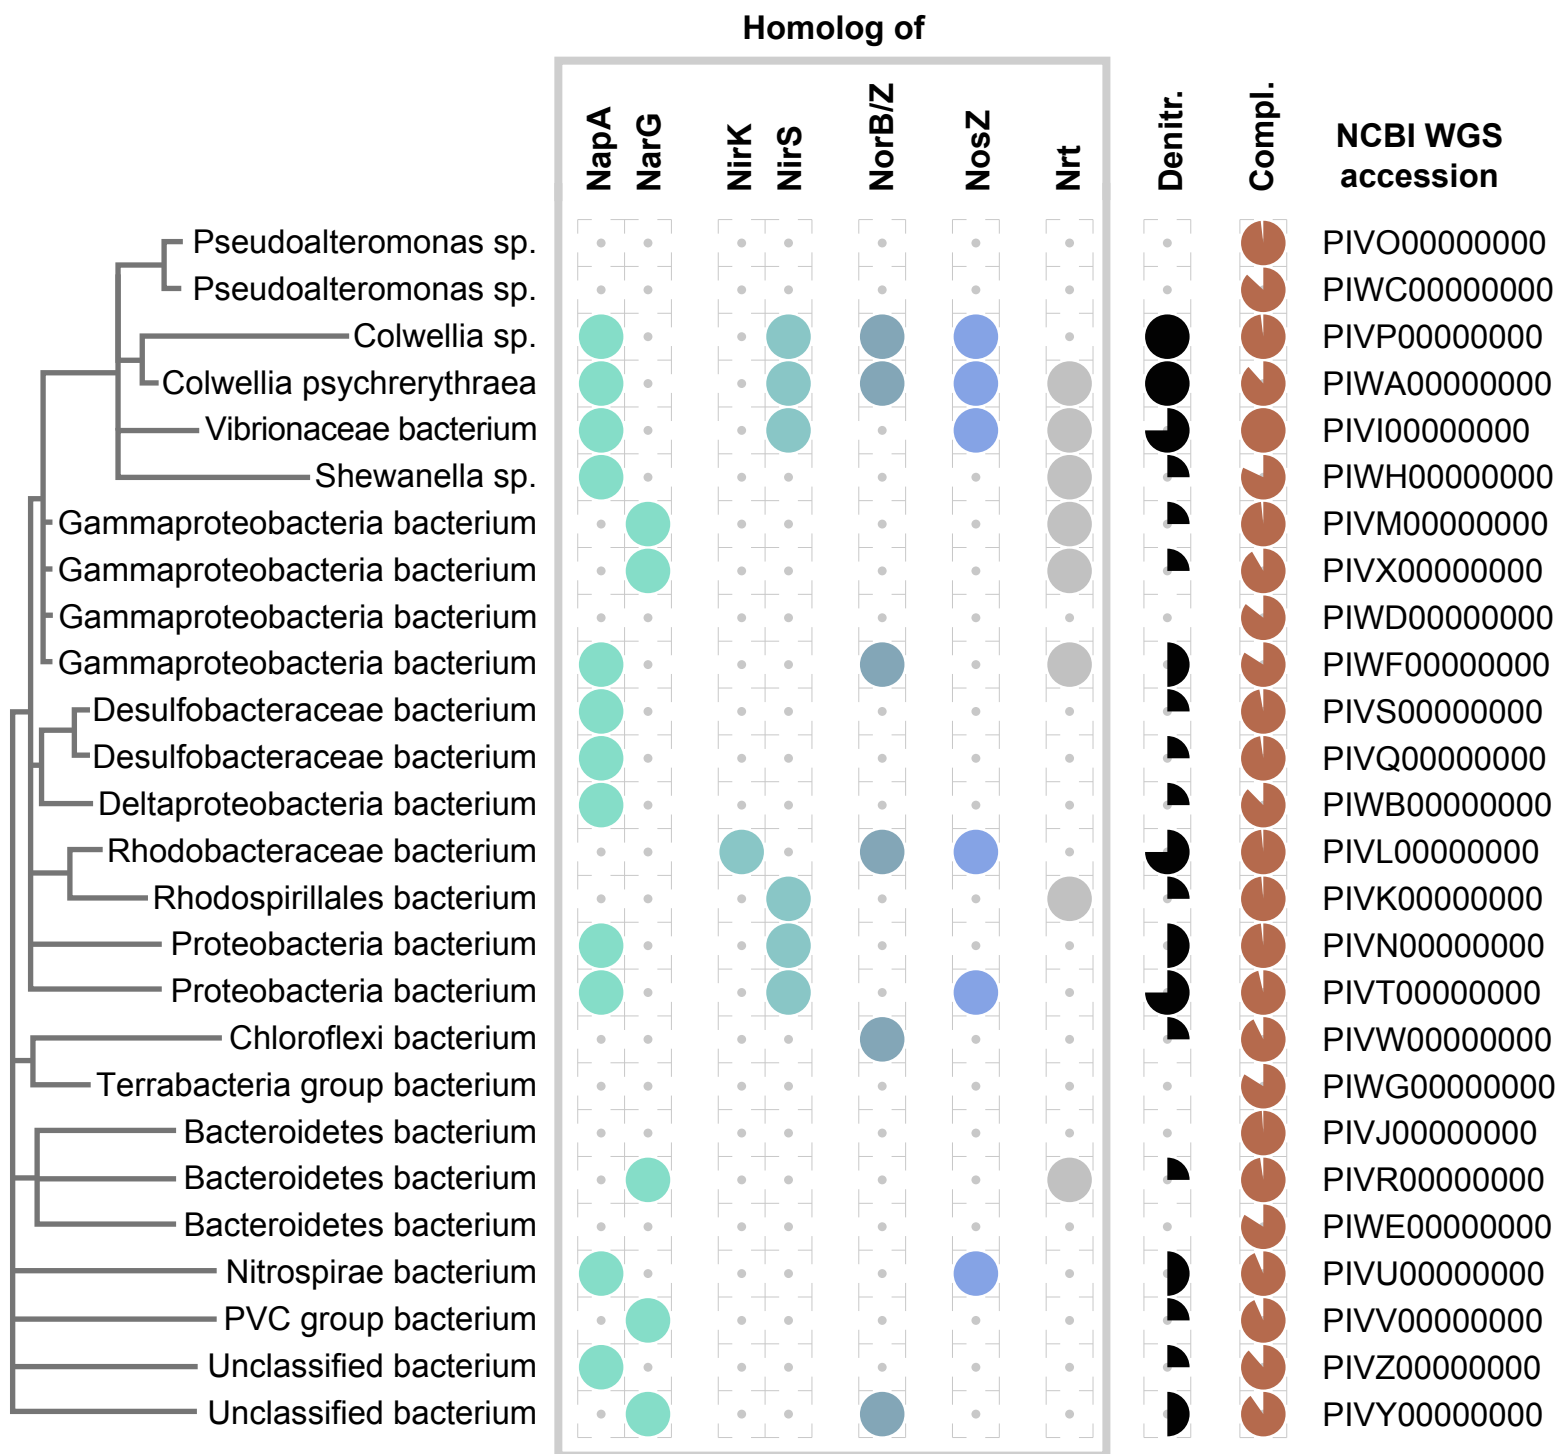 Homolog of
NapA NarG NirK NirS NorB/Z NosZ Nrt Denitr. Compl. NCBI WGS
accession
Pseudoalteromonas sp. PIVO00000000
Pseudoalteromonas sp. PIWC00000000
Colwellia sp. PIVP00000000
Colwellia psychrerythraea PIWA00000000
Vibrionaceae bacterium PIVI00000000
Shewanella sp. PIWH00000000
Gammaproteobacteria bacterium PIVM00000000
Gammaproteobacteria bacterium PIVX00000000
Gammaproteobacteria bacterium PIWD00000000
Gammaproteobacteria bacterium PIWF00000000
Desulfobacteraceae bacterium PIVS00000000
Desulfobacteraceae bacterium PIVQ00000000
Deltaproteobacteria bacterium PIWB00000000
Rhodobacteraceae bacterium PIVL00000000
Rhodospirillales bacterium PIVK00000000
Proteobacteria bacterium PIVN00000000
Proteobacteria bacterium PIVT00000000
Chloroflexi bacterium PIVW00000000
Terrabacteria group bacterium PIWG00000000
Bacteroidetes bacterium PIVJ00000000
Bacteroidetes bacterium PIVR00000000
Bacteroidetes bacterium PIWE00000000
Nitrospirae bacterium PIVU00000000
PVC group bacterium PIVV00000000
Unclassified bacterium PIVZ00000000
Unclassified bacterium PIVY00000000